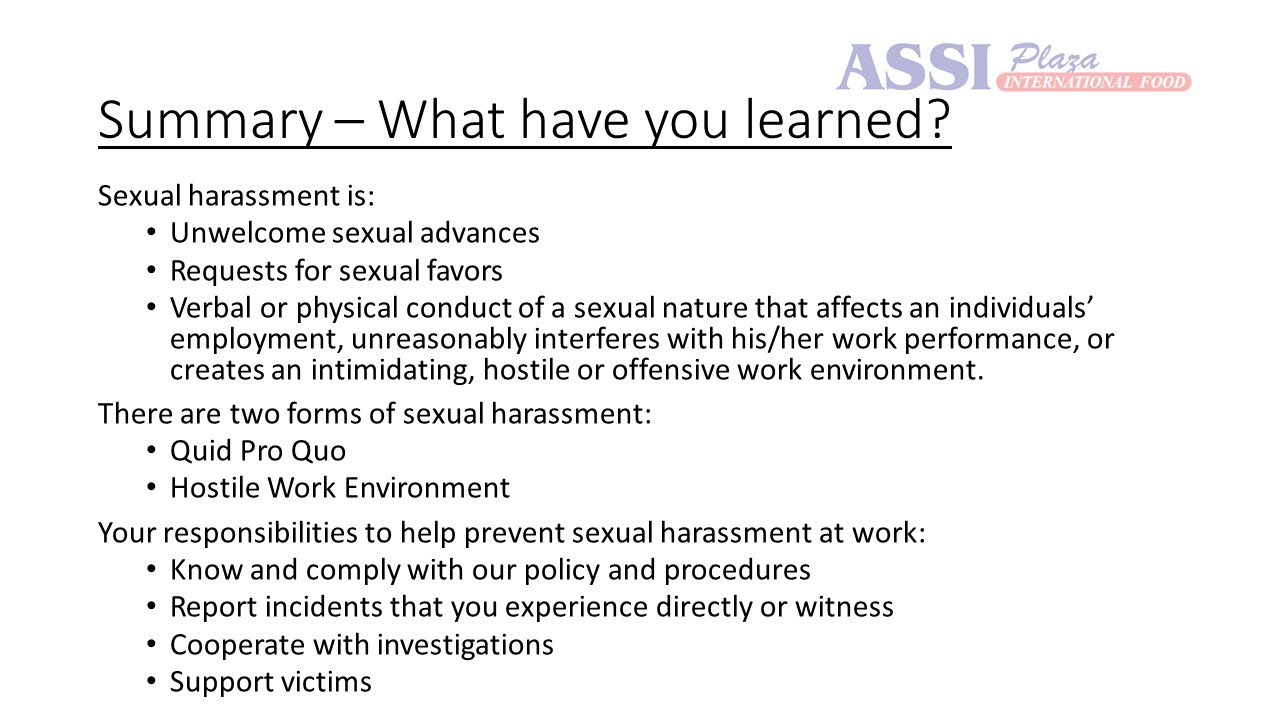 ASSI Plaza
INTERNATIONAL FOOD
Summary – What have you learned?
Sexual harassment is:
• Unwelcome sexual advances
• Requests for sexual favors
• Verbal or physical conduct of a sexual nature that affects an individuals’
employment, unreasonably interferes with his/her work performance, or
creates an intimidating, hostile or offensive work environment.
There are two forms of sexual harassment:
• Quid Pro Quo
• Hostile Work Environment
Your responsibilities to help prevent sexual harassment at work:
• Know and comply with our policy and procedures
• Report incidents that you experience directly or witness
• Cooperate with investigations
• Support victims